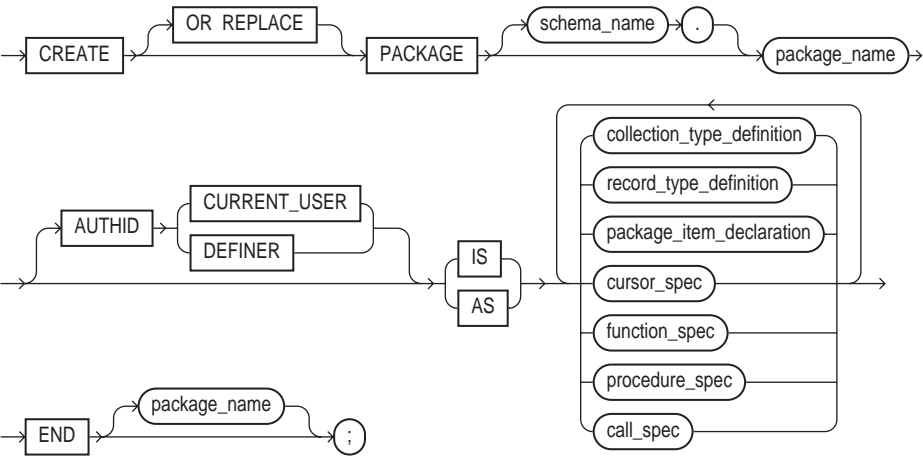 OR REPLACE schema_name .
CREATE PACKAGE package_name
collection_type_definition
CURRENT_USER record_type_definition
AUTHID
DEFINER package_item_declaration
IS
cursor_spec
AS
function_spec
procedure_spec
package_name
END ; call_spec